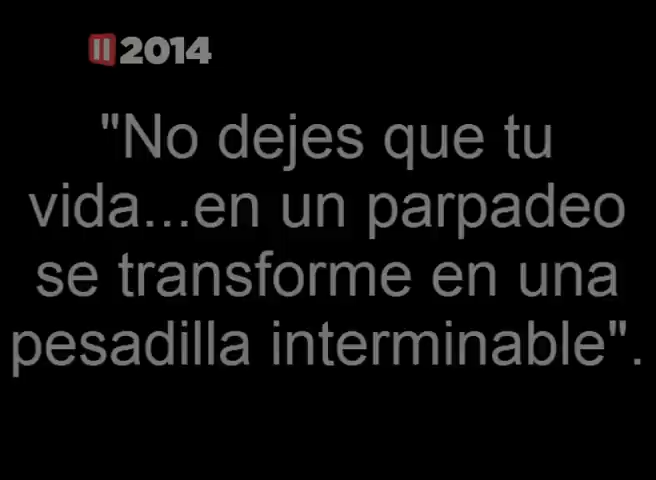 2014
"No dejes que tu
vida...en un parpadeo
se transforme en una
pesadilla interminable".